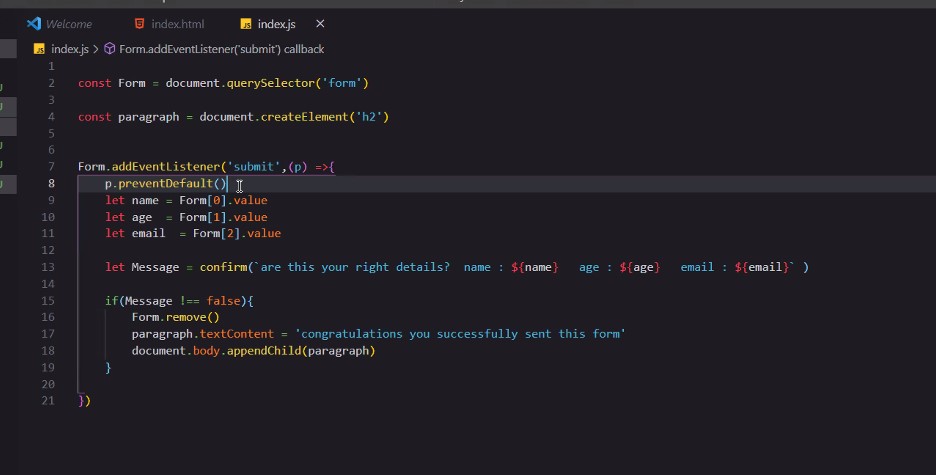 Welcome index.html JS index.js ×
JS index.js > Form.addEventListener('submit') callback
1
2 const Form = document.querySelector('form')
3
4 const paragraph = document.createElement('h2')
5
6
7 Form.addEventListener('submit',(p) =>{
8 p.preventDefault()
9 let name = Form[0].value
10 let age = Form[1].value
11 let email = Form[2].value
12
13 let Message = confirm(`are this your right details? name : ${name} age : ${age} email : ${email}` )
14
15 if(Message !== false){
16 Form.remove()
17 paragraph.textContent = 'congratulations you successfully sent this form'
18 document.body.appendChild(paragraph)
19 }
20
21 })